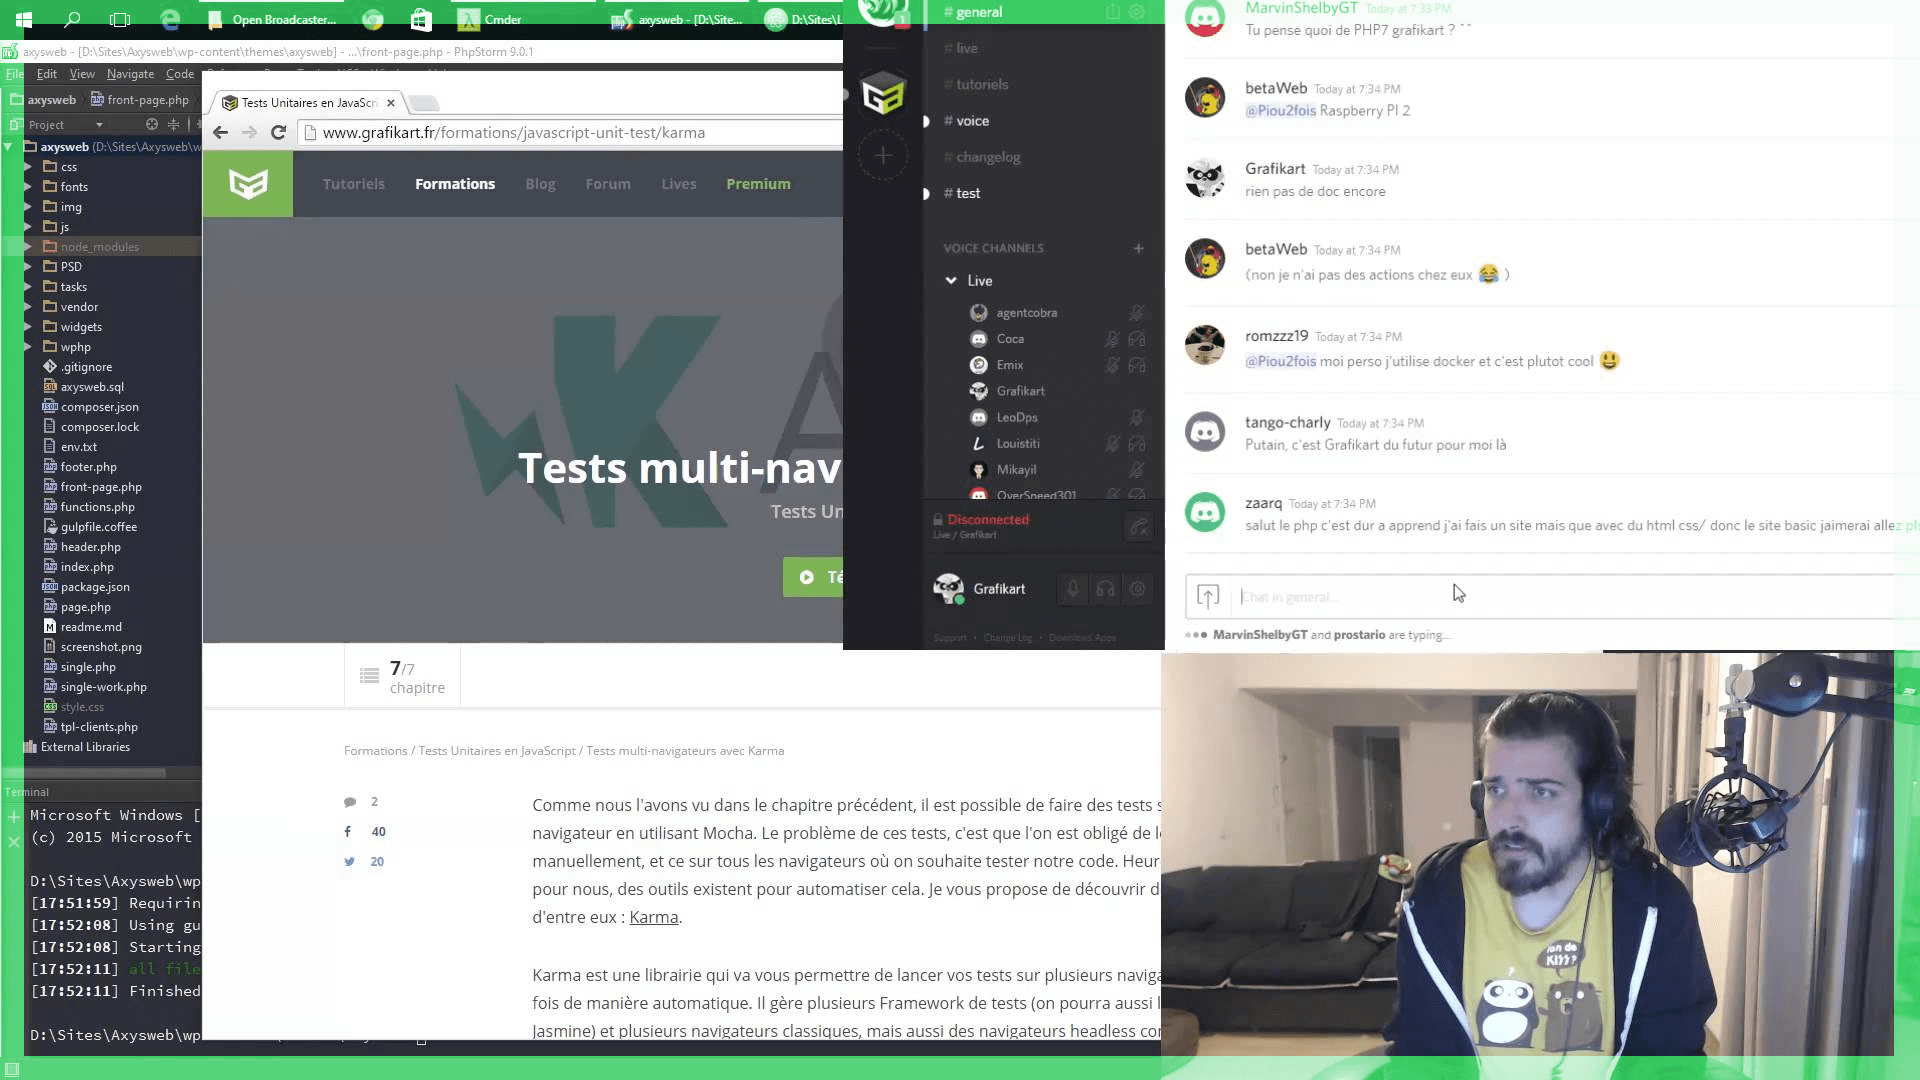 Open Broadcaster...
Cmder
axysweb - [D:\Site...
D:\Sites\L
axysweb - [D:\Sites\Axysweb\wp-content\themes\axysweb] - ...\front-page.php - PhpStorm 9.0.1
File Edit View Navigate Code
axysweb front-page.php
Project
axysweb (D:\Sites\Axysweb\w
css
fonts
img
js
node_modules
PSD
tasks
vendor
widgets
wphp
.gitignore
axysweb.sql
composer.json
composer.lock
env.txt
footer.php
front-page.php
functions.php
gulpfile.coffee
header.php
index.php
package.json
page.php
readme.md
screenshot.png
single.php
single-work.php
style.css
tpl-clients.php
External Libraries
Terminal
Microsoft Windows [
(c) 2015 Microsoft
D:\Sites\Axysweb\wp
[17:51:59] Requirin
[17:52:08] Using gu
[17:52:08] Starting
[17:52:11] all file
[17:52:11] Finished
D:\Sites\Axysweb\wp
Tests Unitaires en JavaScri
www.grafikart.fr/formations/javascript-unit-test/karma
Tutoriels Formations Blog Forum Lives Premium
Tests multi-nav
Tests Un
Té
7/7
chapitre
Formations / Tests Unitaires en JavaScript / Tests multi-navigateurs avec Karma
2
40
20
Comme nous l'avons vu dans le chapitre précédent, il est possible de faire des tests s
navigateur en utilisant Mocha. Le problème de ces tests, c'est que l'on est obligé de l
manuellement, et ce sur tous les navigateurs où on souhaite tester notre code. Heur
pour nous, des outils existent pour automatiser cela. Je vous propose de découvrir d
d'entre eux : Karma.
Karma est une librairie qui va vous permettre de lancer vos tests sur plusieurs naviga
fois de manière automatique. Il gère plusieurs Framework de tests (on pourra aussi l
Jasmine) et plusieurs navigateurs classiques, mais aussi des navigateurs headless con
1
# general
# live
# tutoriels
# voice
# changelog
# test
VOICE CHANNELS
Live
agentcobra
Coca
Emix
Grafikart
LeoDps
Louistiti
Mikayil
OverSpeed301
Disconnected
Live / Grafikart
Grafikart
Support • Change Log • Download Apps
MarvinShelbyGT Today at 7:33 PM
Tu pense quoi de PHP7 grafikart ? ^^
betaWeb Today at 7:34 PM
@Piou2fois Raspberry PI 2
Grafikart Today at 7:34 PM
rien pas de doc encore
betaWeb Today at 7:34 PM
(non je n'ai pas des actions chez eux 😂 )
romzzz19 Today at 7:34 PM
@Piou2fois moi perso j'utilise docker et c'est plutot cool 😃
tango-charly Today at 7:34 PM
Putain, c'est Grafikart du futur pour moi là
zaarq Today at 7:34 PM
salut le php c'est dur a apprend j'ai fais un site mais que avec du html css/ donc le site basic jaimerai allez pl
Chat in general...
MarvinShelbyGT and prostario are typing...
KISS?